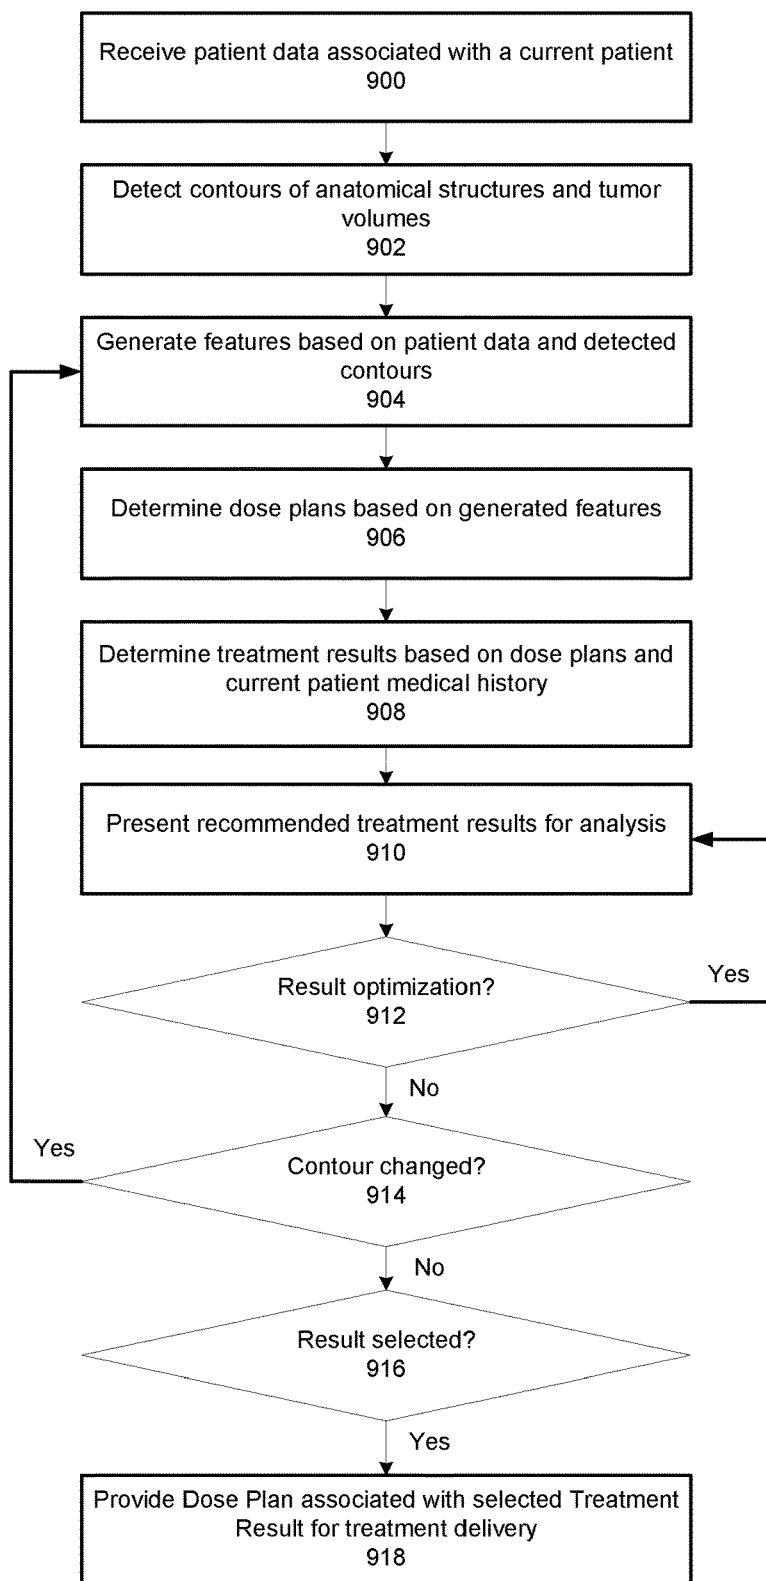 Receive patient data associated with a current patient
900
Detect contours of anatomical structures and tumor
volumes
902
Generate features based on patient data and detected
contours
904
Determine dose plans based on generated features
906
Determine treatment results based on dose plans and
current patient medical history
908
Present recommended treatment results for analysis
910
Result optimization?
912
Yes
No
Yes
Contour changed?
914
No
Result selected?
916
Yes
Provide Dose Plan associated with selected Treatment
Result for treatment delivery
918